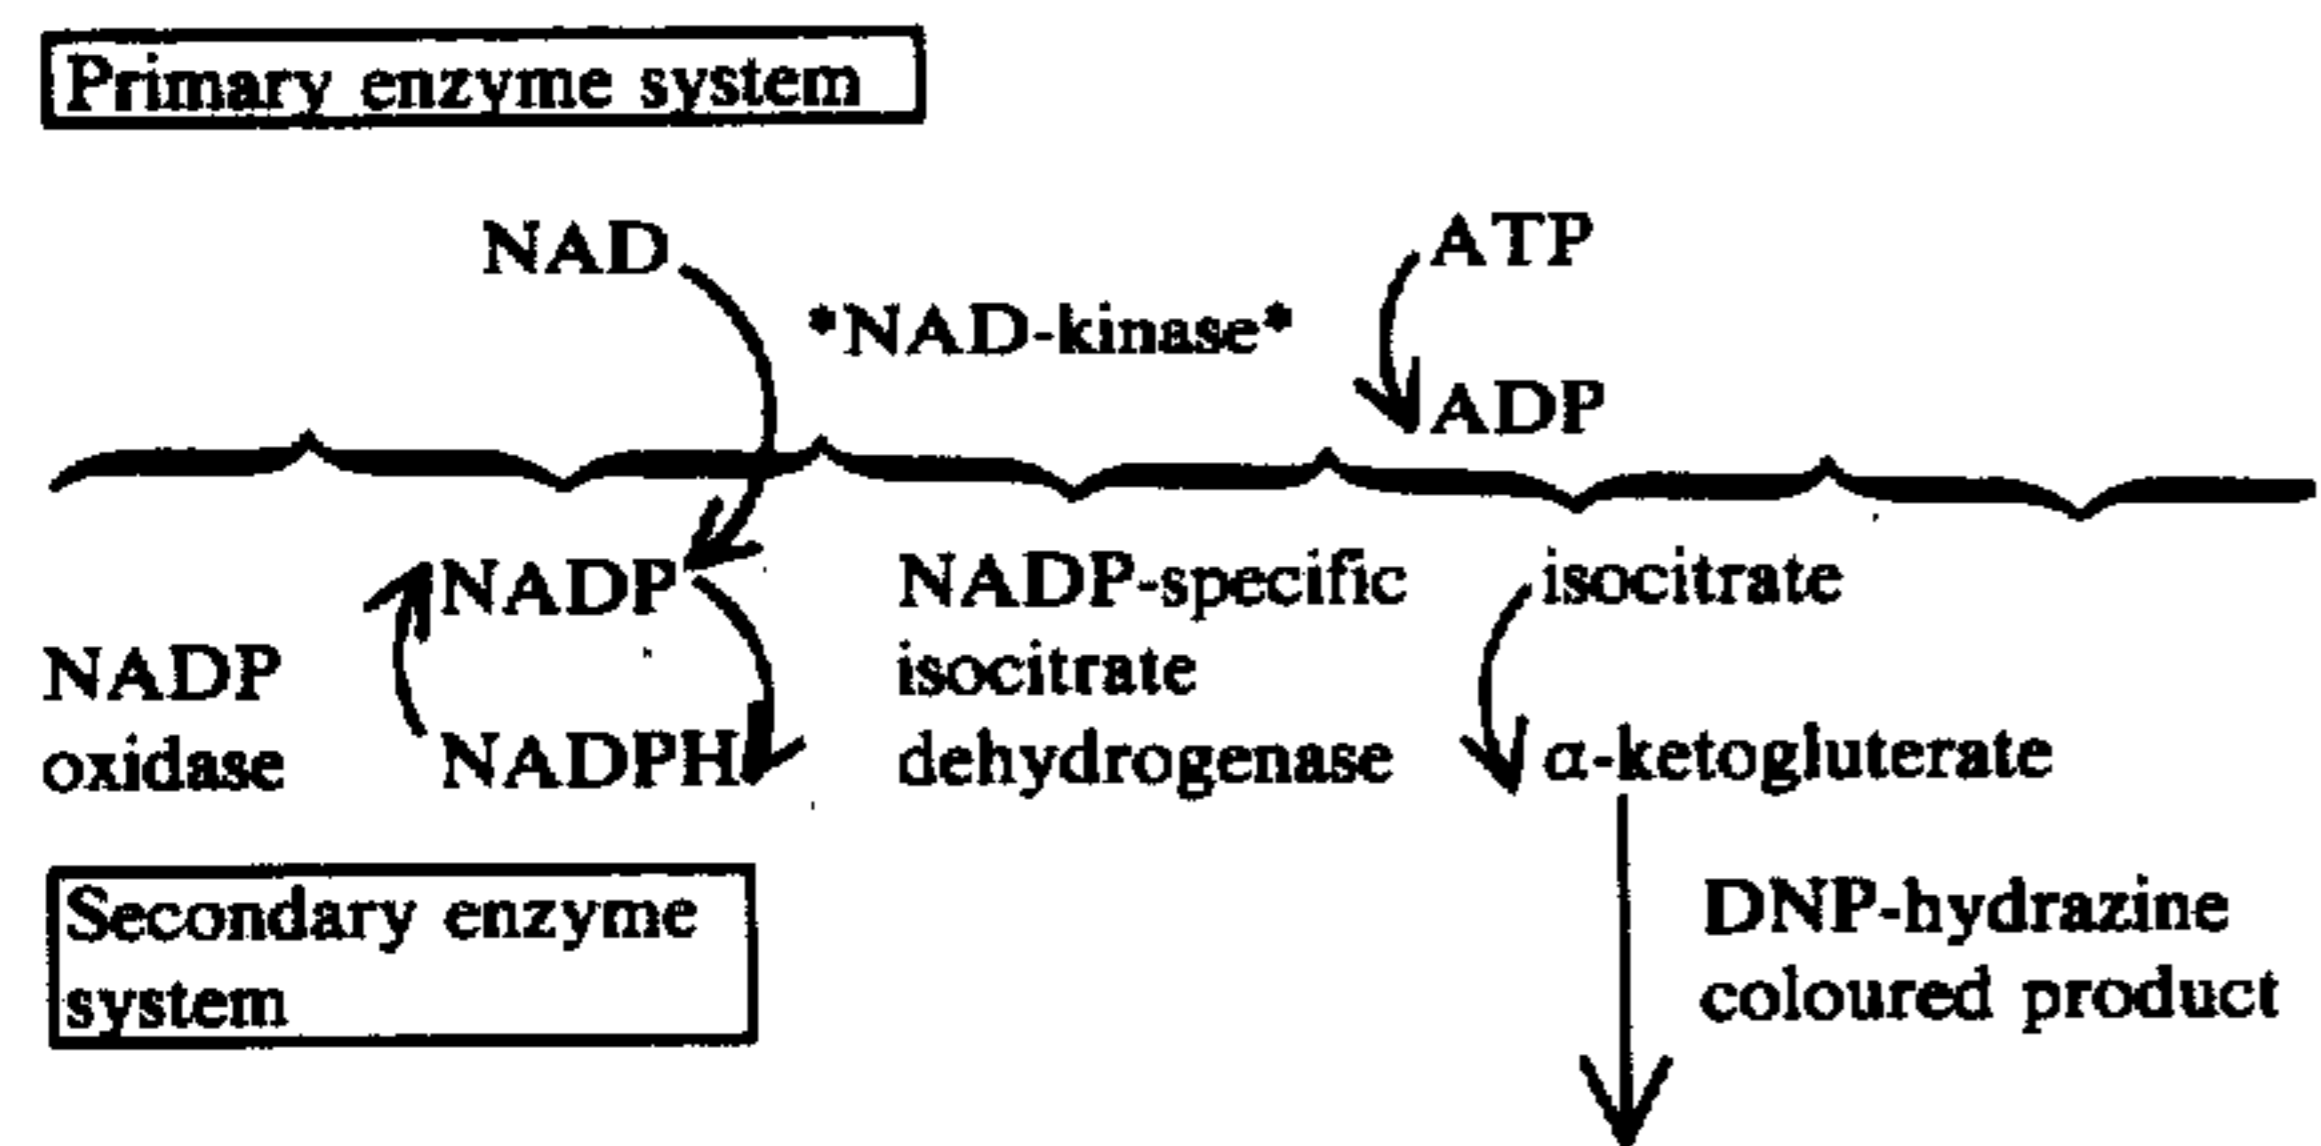 Primary enzyme system
NAD
ATP
*NAD-kinase*
ADP
NADP
NADP-specific
isocitrate
isocitrate
NADP
oxidase
NADPH
dehydrogenase
α-ketogluterate
Secondary enzyme
system
DNP-hydrazine
coloured product